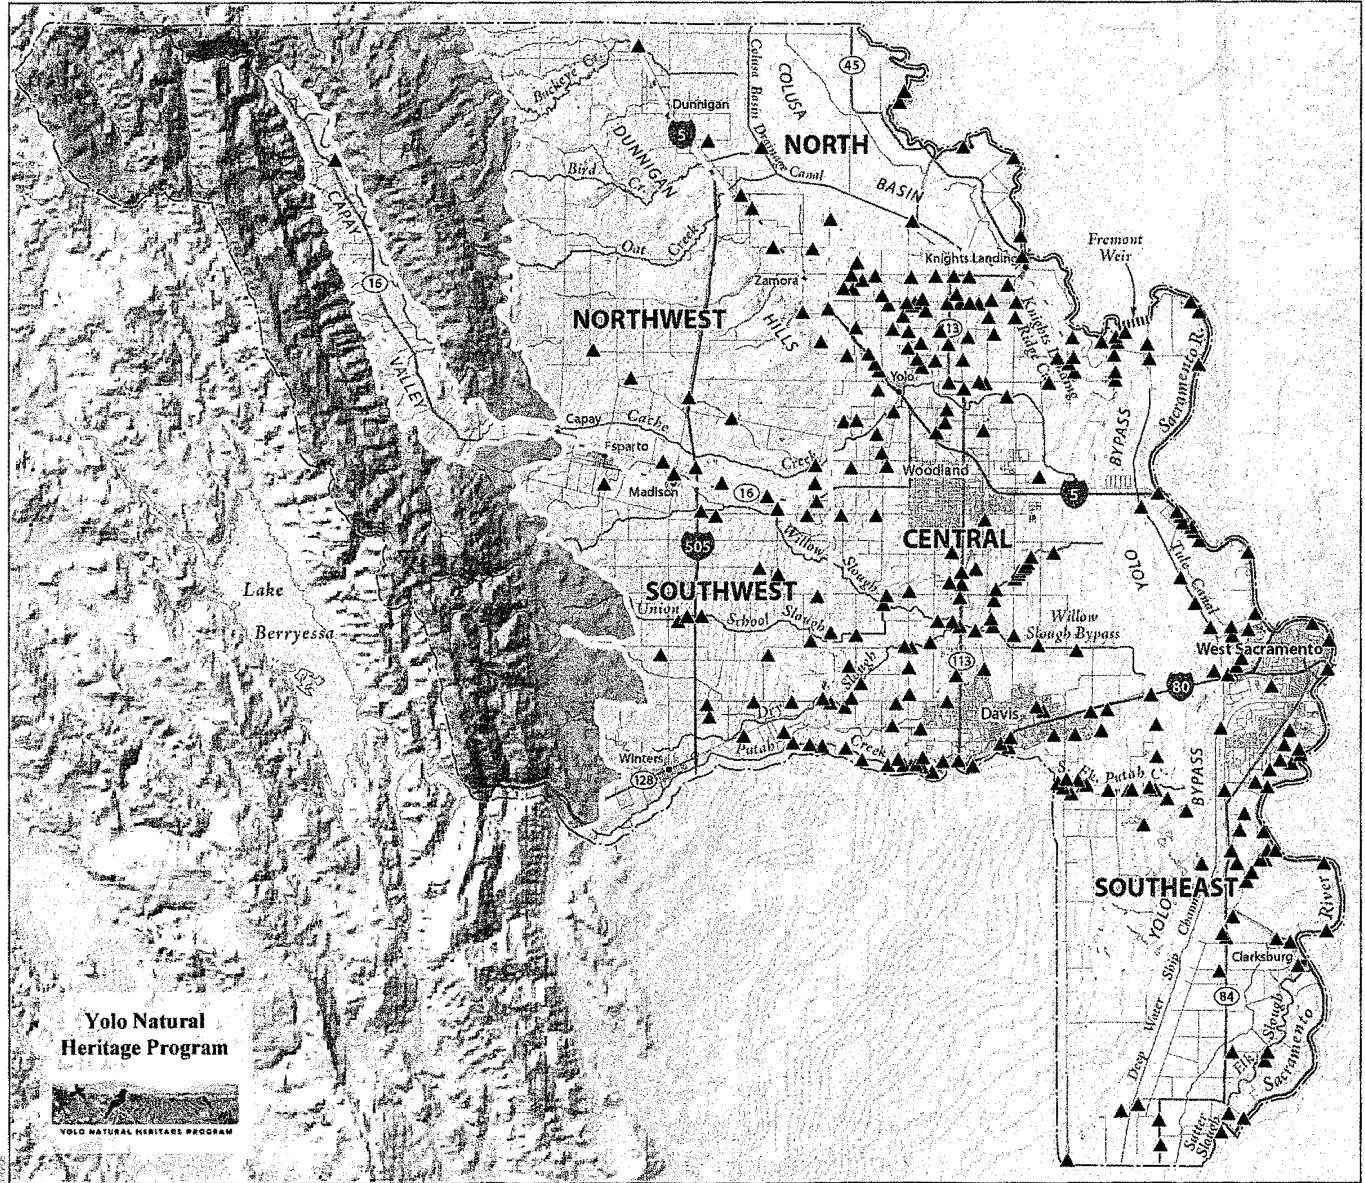 45
Buckeye Cr.
Dunnigan
5
COLUSA
Colusa Basin Drainage Canal
NORTH
DUNNIGAN
Bird
Cr.
BASIN
CAPAY
Oat Creek
Knights Landing
Fremont
Weir
16
Zamora
NORTHWEST
HILLS
113
Knights Landing
Ridge Cut
Sacramento R.
VALLEY
Yolo
Capay
Cache
BYPASS
Esparto
Creek
Woodland
Madison
16
5
CENTRAL
505
Willow
Slough
YOLO
Tule Canal
SOUTHWEST
Lake
Berryessa
Union
School
Slough
Willow
Slough Bypass
West Sacramento
113
Slough
80
Dry
Davis
Putah
Creek
Winters
128
S. Fk. Putah C.
BYPASS
SOUTHEAST
YOLO
River
Deep Water Ship Channel
Clarksburg
84
Elk Slough
Sacramento
Sutter
Slough
Yolo Natural
Heritage Program
YOLO NATURAL HERITAGE PROGRAM